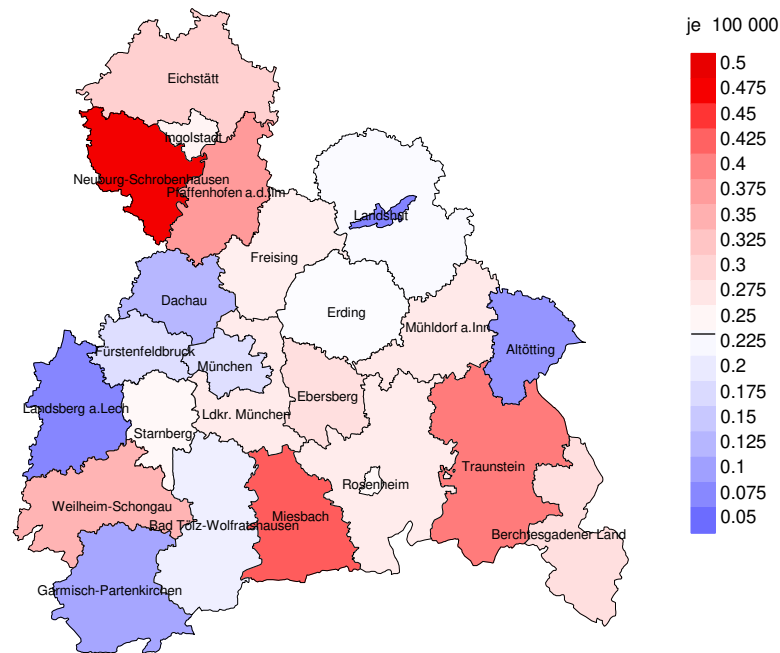 je 100 000
0.5
0.475
0.45
0.425
0.4
0.375
0.35
0.325
0.3
0.275
0.25
0.225
0.2
0.175
0.15
0.125
0.1
0.075
0.05
Eichstätt
Ingolstadt
Neuburg-Schrobenhausen
Pfaffenhofen a.d.Ilm
Landshut
Freising
Dachau
Erding
Mühldorf a.Inn
Altötting
Fürstenfeldbruck
München
Ebersberg
Landsberg a.Lech
Ldkr. München
Starnberg
Traunstein
Rosenheim
Weilheim-Schongau
Miesbach
Bad Tölz-Wolfratshausen
Berchtesgadener Land
Garmisch-Partenkirchen